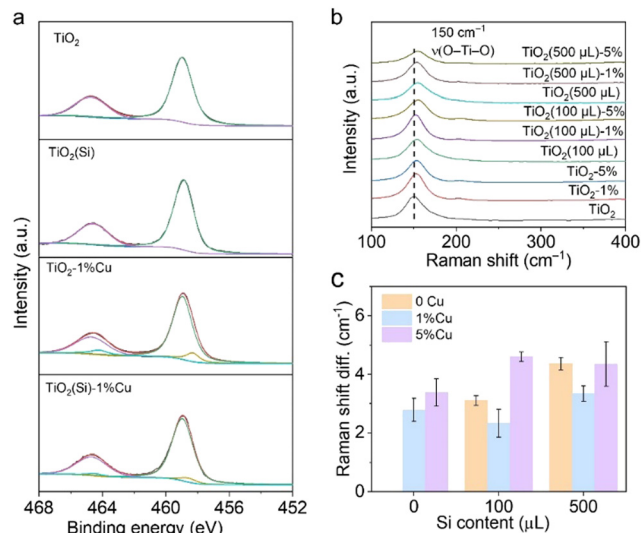 a
TiO₂
TiO₂(Si)
TiO₂-1%Cu
TiO₂(Si)-1%Cu
Intensity (a.u.)
468 464 460 456 452
Binding energy (eV)
b
150 cm⁻¹
ν(O–Ti–O)
TiO₂(500 µL)-5%
TiO₂(500 µL)-1%
TiO₂(500 µL)
TiO₂(100 µL)-5%
TiO₂(100 µL)-1%
TiO₂(100 µL)
TiO₂-5%
TiO₂-1%
TiO₂
Intensity (a.u.)
100 200 300 400
Raman shift (cm⁻¹)
c
0 Cu
1%Cu
5%Cu
Raman shift diff. (cm⁻¹)
6
4
2
0
0 100 500
Si content (µL)